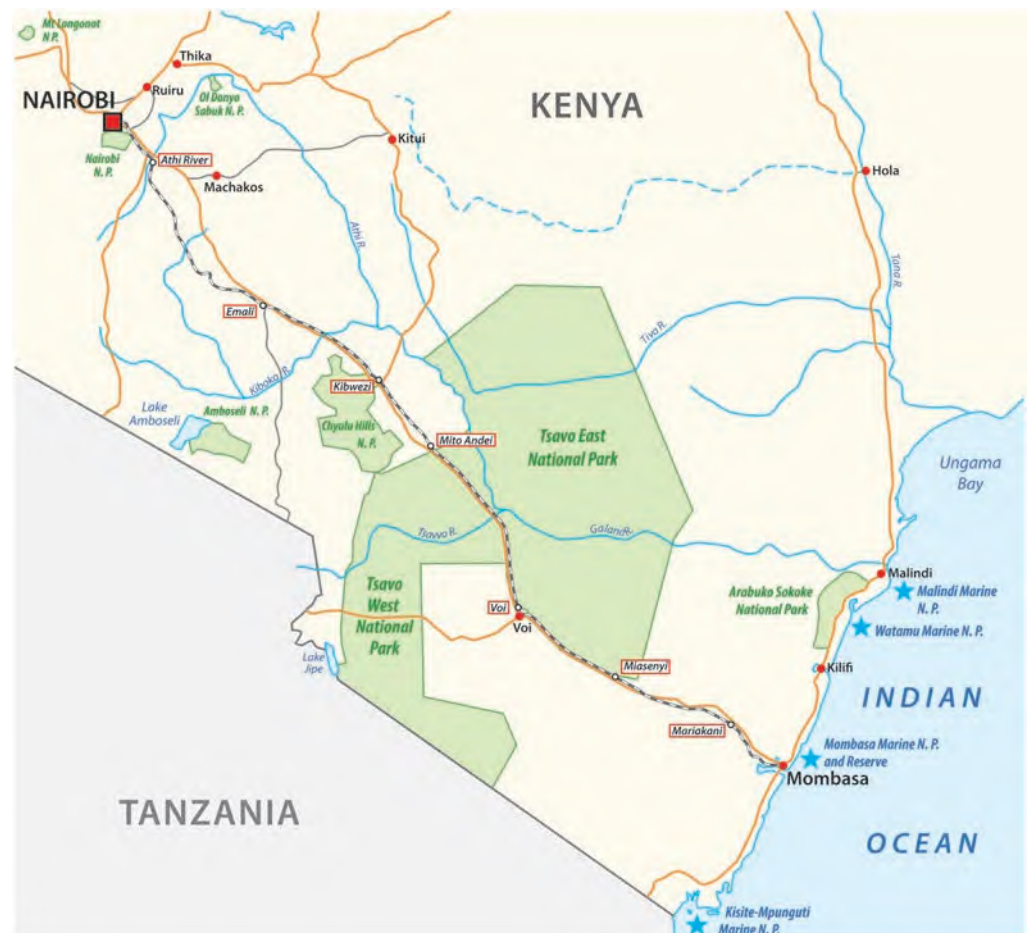 Mt Longonot
N.P.
Thika
Ruiru
Ol Donyo
Sabuk N. P.
NAIROBI
KENYA
Nairobi
N. P.
Athi River
Machakos
Kitui
Hola
Athi R.
Tana R.
Emali
Tiva R.
Kiboko R.
Kibwezi
Lake
Amboseli
Amboseli N. P.
Chyulu Hills
N. P.
Mito Andei
Tsavo East
National Park
Ungama
Bay
Tsavo R.
Galana R.
Malindi
Malindi Marine
N. P.
Arabuko Sokoke
National Park
Tsavo
West
National
Park
Voi
Voi
Watamu Marine N. P.
Lake
Jipe
Miasenyi
Kilifi
INDIAN
Mariakani
Mombasa Marine N. P.
and Reserve
Mombasa
TANZANIA
OCEAN
Kisite-Mpunguti
Marine N. P.